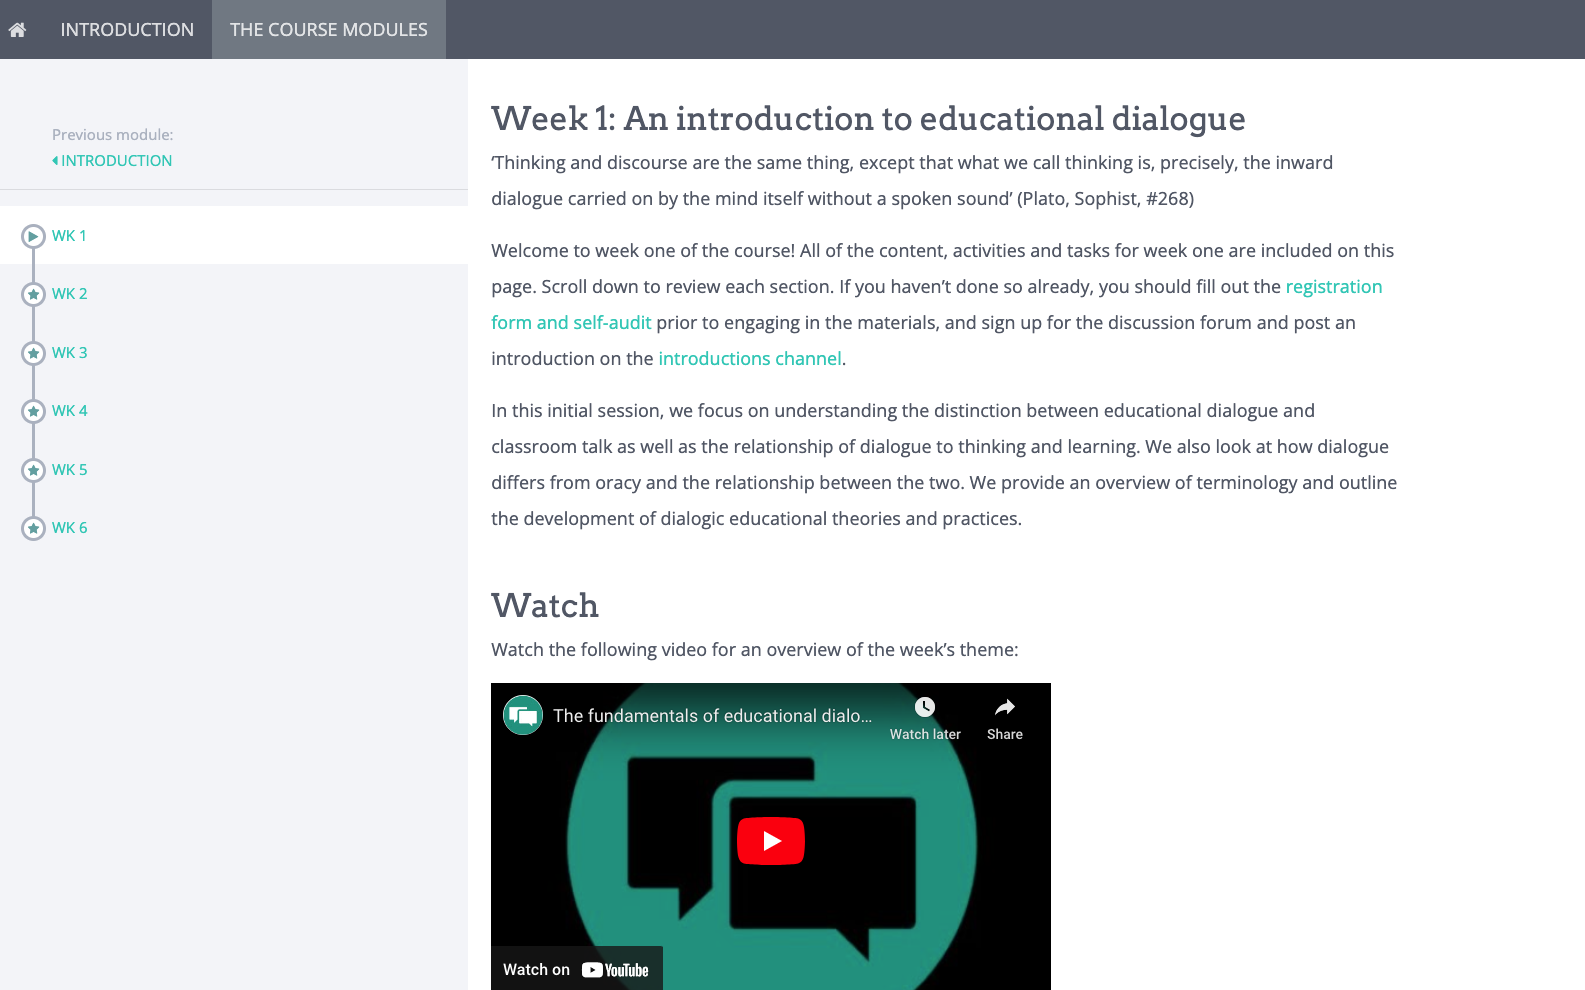 INTRODUCTION
THE COURSE MODULES
Previous module:
INTRODUCTION
WK 1
WK 2
WK 3
WK 4
WK 5
WK 6
Week 1: An introduction to educational dialogue
‘Thinking and discourse are the same thing, except that what we call thinking is, precisely, the inward
dialogue carried on by the mind itself without a spoken sound’ (Plato, Sophist, #268)
Welcome to week one of the course! All of the content, activities and tasks for week one are included on this
page. Scroll down to review each section. If you haven’t done so already, you should fill out the registration
form and self-audit prior to engaging in the materials, and sign up for the discussion forum and post an
introduction on the introductions channel.
In this initial session, we focus on understanding the distinction between educational dialogue and
classroom talk as well as the relationship of dialogue to thinking and learning. We also look at how dialogue
differs from oracy and the relationship between the two. We provide an overview of terminology and outline
the development of dialogic educational theories and practices.
Watch
Watch the following video for an overview of the week’s theme:
The fundamentals of educational dialo...
Watch later
Share
Watch on YouTube